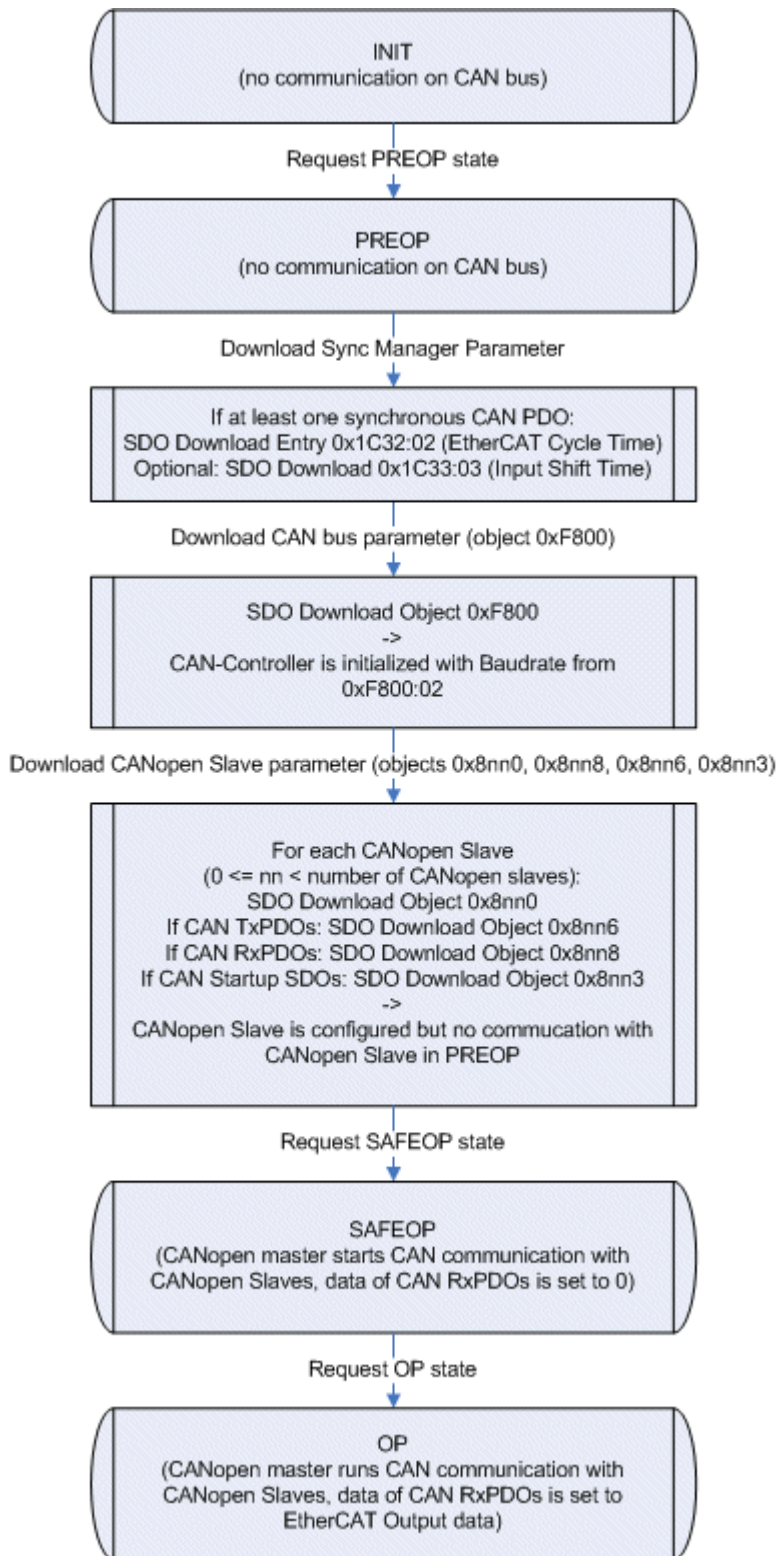 INIT
(no communication on CAN bus)
Request PREOP state
PREOP
(no communication on CAN bus)
Download Sync Manager Parameter
If at least one synchronous CAN PDO:
SDO Download Entry 0x1C32:02 (EtherCAT Cycle Time)
Optional: SDO Download 0x1C33:03 (Input Shift Time)
Download CAN bus parameter (object 0xF800)
SDO Download Object 0xF800
->
CAN-Controller is initialized with Baudrate from
0xF800:02
Download CANopen Slave parameter (objects 0x8nn0, 0x8nn8, 0x8nn6, 0x8nn3)
For each CANopen Slave
(0 <= nn < number of CANopen slaves):
SDO Download Object 0x8nn0
If CAN TxPDOs: SDO Download Object 0x8nn6
If CAN RxPDOs: SDO Download Object 0x8nn8
If CAN Startup SDOs: SDO Download Object 0x8nn3
->
CANopen Slave is configured but no commucation with
CANopen Slave in PREOP
Request SAFEOP state
SAFEOP
(CANopen master starts CAN communication with
CANopen Slaves, data of CAN RxPDOs is set to 0)
Request OP state
OP
(CANopen master runs CAN communication with
CANopen Slaves, data of CAN RxPDOs is set to
EtherCAT Output data)